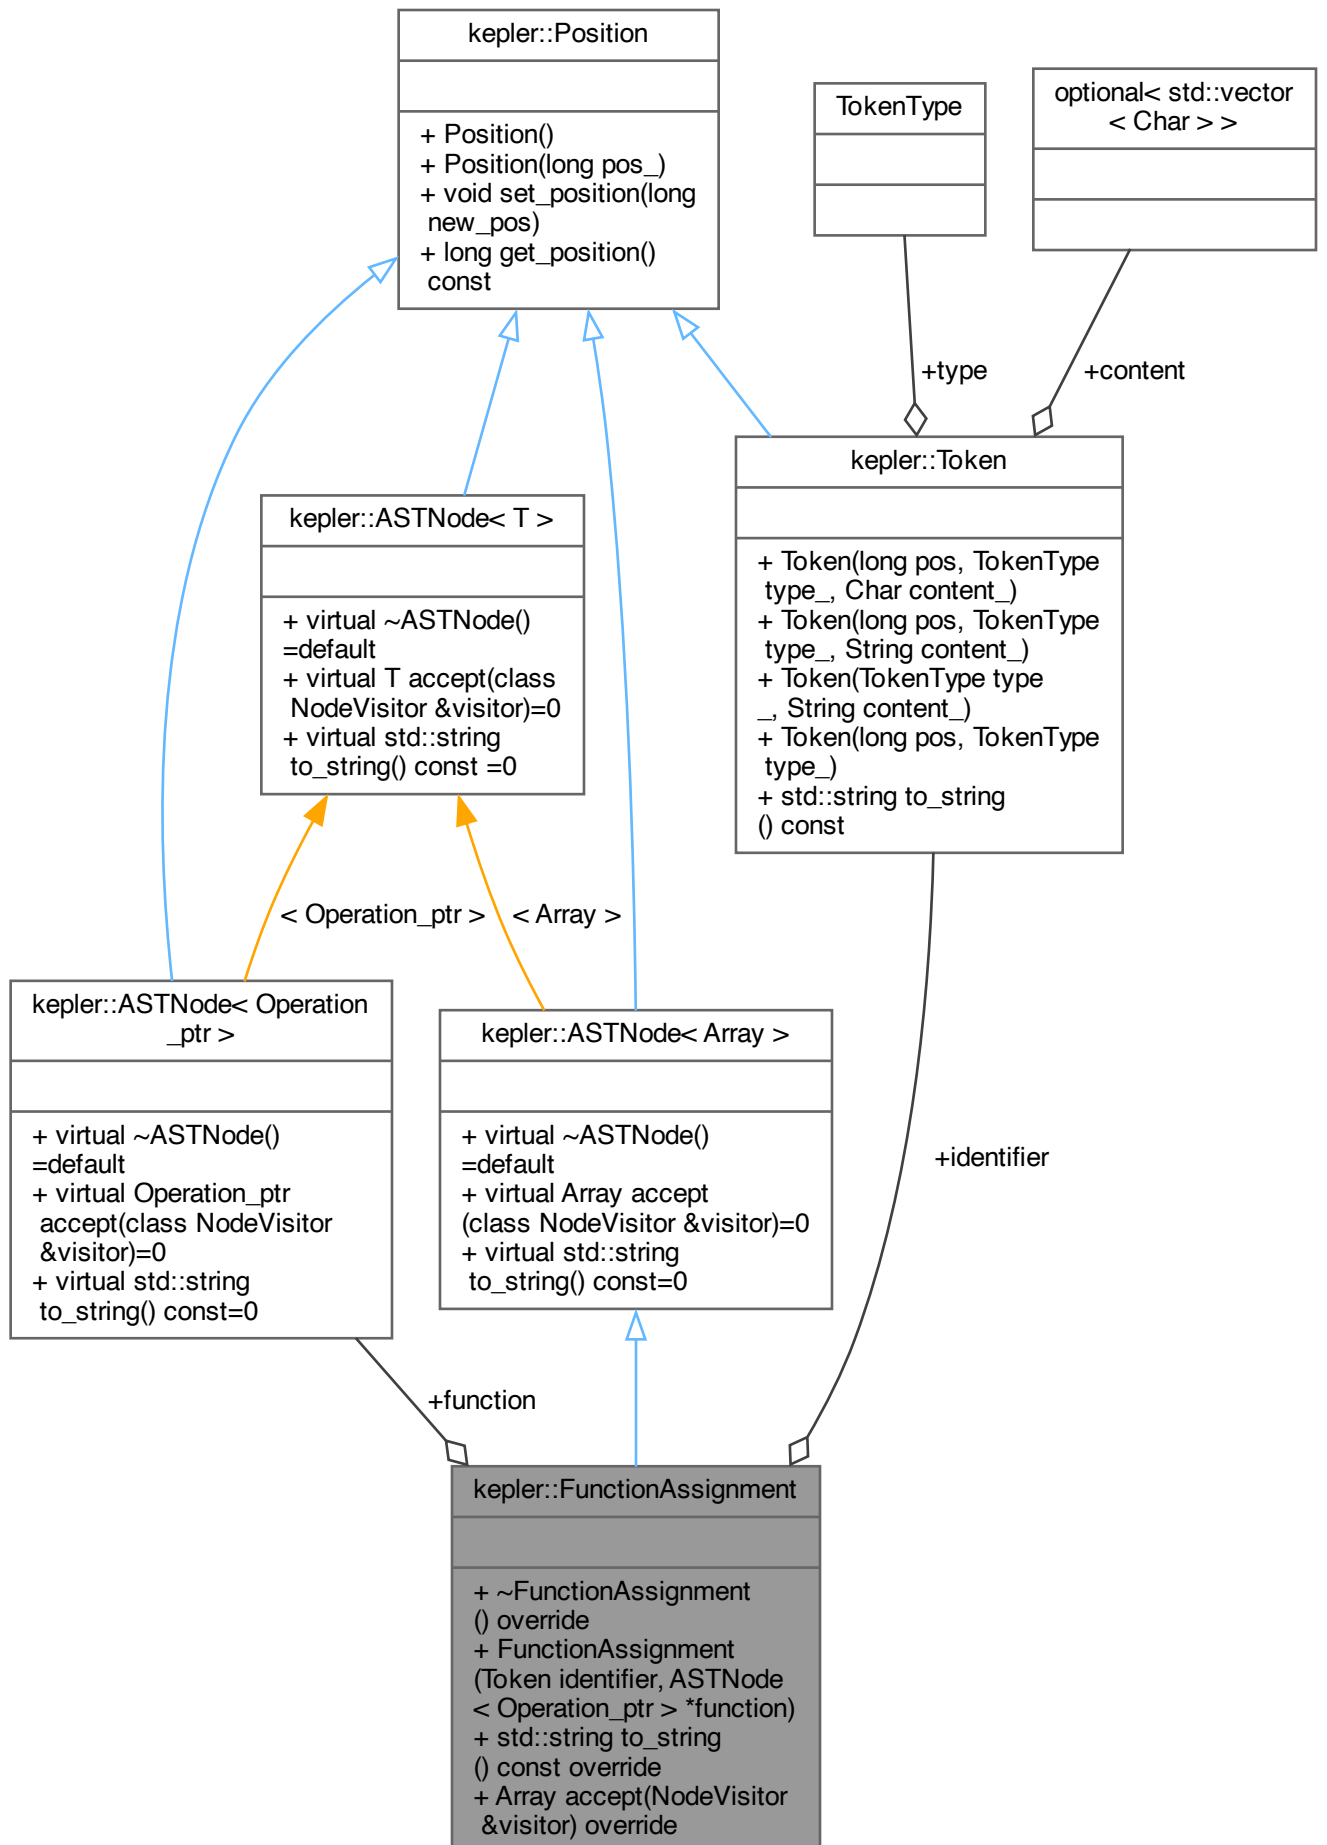 kepler::Position
+ Position()
+ Position(long pos_)
+ void set_position(long
new_pos)
+ long get_position()
const
TokenType
optional< std::vector
< Char > >
+type
+content
kepler::ASTNode< T >
+ virtual ~ASTNode()
=default
+ virtual T accept(class
NodeVisitor &visitor)=0
+ virtual std::string
to_string() const =0
kepler::Token
+ Token(long pos, TokenType
type_, Char content_)
+ Token(long pos, TokenType
type_, String content_)
+ Token(TokenType type
_, String content_)
+ Token(long pos, TokenType
type_)
+ std::string to_string
() const
< Operation_ptr >
< Array >
kepler::ASTNode< Operation
_ptr >
+ virtual ~ASTNode()
=default
+ virtual Operation_ptr
accept(class NodeVisitor
&visitor)=0
+ virtual std::string
to_string() const=0
kepler::ASTNode< Array >
+ virtual ~ASTNode()
=default
+ virtual Array accept
(class NodeVisitor &visitor)=0
+ virtual std::string
to_string() const=0
+identifier
+function
kepler::FunctionAssignment
+ ~FunctionAssignment
() override
+ FunctionAssignment
(Token identifier, ASTNode
< Operation_ptr > *function)
+ std::string to_string
() const override
+ Array accept(NodeVisitor
&visitor) override